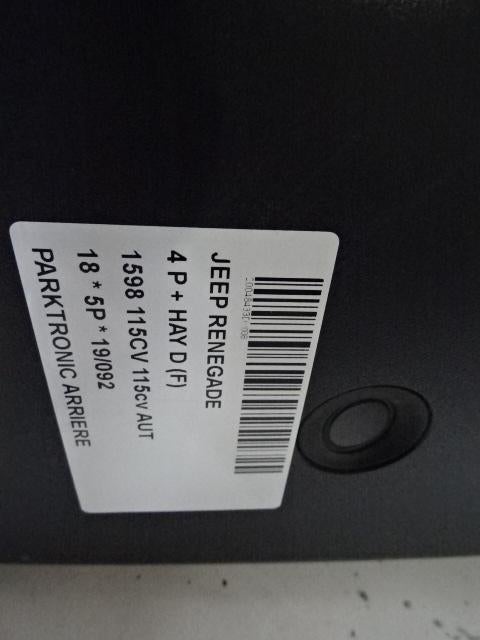 JEEP RENEGADE
4 P + HAY D (F)
1598 115CV 115cv AUT
18 * 5P * 19/092
PARKTRONIC ARRIERE